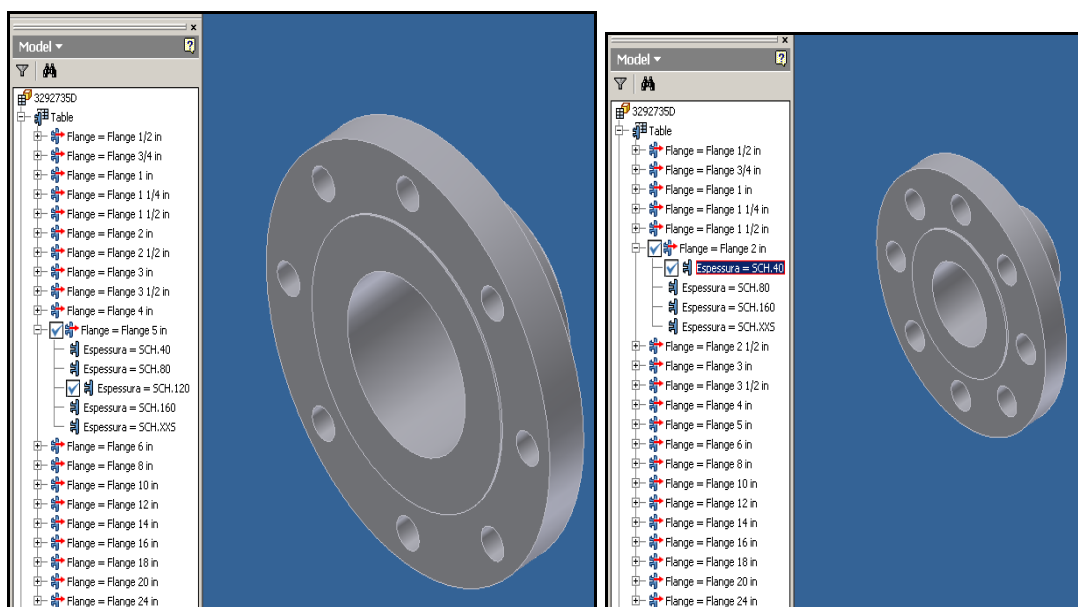 Model
3292735D
Table
Flange = Flange 1/2 in
Flange = Flange 3/4 in
Flange = Flange 1 in
Flange = Flange 1 1/4 in
Flange = Flange 1 1/2 in
Flange = Flange 2 in
Flange = Flange 2 1/2 in
Flange = Flange 3 in
Flange = Flange 3 1/2 in
Flange = Flange 4 in
Flange = Flange 5 in
Espessura = SCH.40
Espessura = SCH.80
Espessura = SCH.120
Espessura = SCH.160
Espessura = SCH.XXS
Flange = Flange 6 in
Flange = Flange 8 in
Flange = Flange 10 in
Flange = Flange 12 in
Flange = Flange 14 in
Flange = Flange 16 in
Flange = Flange 18 in
Flange = Flange 20 in
Flange = Flange 24 in
Model
3292735D
Table
Flange = Flange 1/2 in
Flange = Flange 3/4 in
Flange = Flange 1 in
Flange = Flange 1 1/4 in
Flange = Flange 1 1/2 in
Flange = Flange 2 in
Espessura = SCH.40
Espessura = SCH.80
Espessura = SCH.160
Espessura = SCH.XXS
Flange = Flange 2 1/2 in
Flange = Flange 3 in
Flange = Flange 3 1/2 in
Flange = Flange 4 in
Flange = Flange 5 in
Flange = Flange 6 in
Flange = Flange 8 in
Flange = Flange 10 in
Flange = Flange 12 in
Flange = Flange 14 in
Flange = Flange 16 in
Flange = Flange 18 in
Flange = Flange 20 in
Flange = Flange 24 in